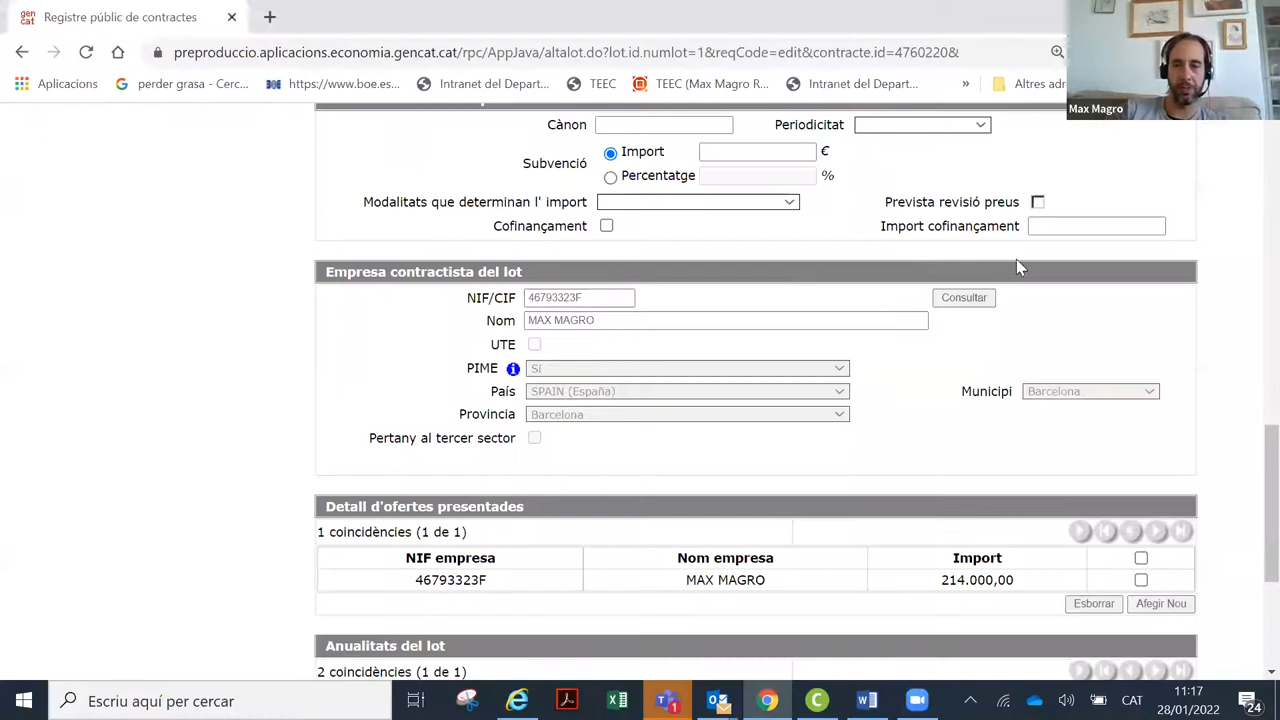 gen
cat
Registre públic de contractes
preproduccio.aplicacions.economia.gencat.cat/rpc/AppJava/altalot.do?lot.id.numlot=1&reqCode=edit&contracte.id=4760220&
Aplicacions
perder grasa - Cerc...
https://www.boe.es...
Intranet del Depart...
TEEC
TEEC (Max Magro R...
Intranet del Depart...
»
Altres adr
Max Magro
Cànon
Periodicitat
Subvenció
Import
€
Percentatge
%
Modalitats que determinan l' import
Prevista revisió preus
Cofinançament
Import cofinançament
Empresa contractista del lot
NIF/CIF
46793323F
Consultar
Nom
MAX MAGRO
UTE
PIME
Sí
País
SPAIN (España)
Municipi
Barcelona
Provincia
Barcelona
Pertany al tercer sector
Detall d'ofertes presentades
1 coincidències (1 de 1)
NIF empresa
Nom empresa
Import
46793323F
MAX MAGRO
214.000,00
Esborrar
Afegir Nou
Anualitats del lot
2 coincidències (1 de 1)
Escriu aquí per cercar
CAT
11:17
28/01/2022
24